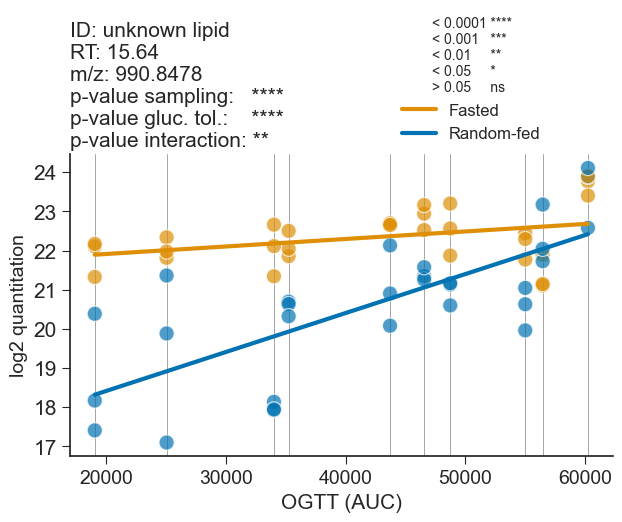 ID: unknown lipid
RT: 15.64
m/z: 990.8478
p-value sampling: ****
p-value gluc. tol.: ****
p-value interaction: **
< 0.0001 ****
< 0.001 ***
< 0.01 **
< 0.05 *
> 0.05 ns
Fasted
Random-fed
log2 quantitation
24
23
22
21
20
19
18
17
20000 30000 40000 50000 60000
OGTT (AUC)